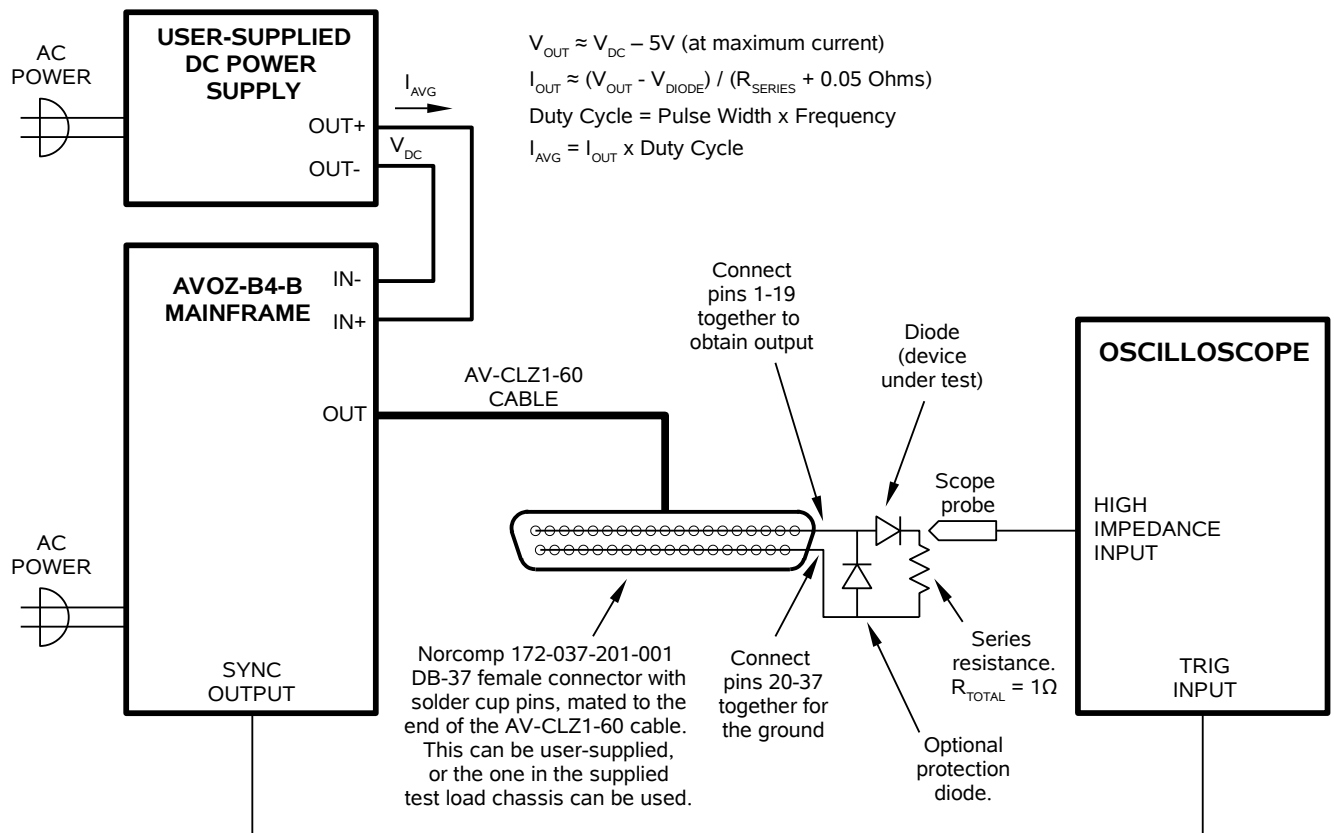 AC
POWER
USER-SUPPLIED
DC POWER
SUPPLY
OUT+
OUT-
I_AVG
V_DC
V_OUT ≈ V_DC – 5V (at maximum current)
I_OUT ≈ (V_OUT - V_DIODE) / (R_SERIES + 0.05 Ohms)
Duty Cycle = Pulse Width x Frequency
I_AVG = I_OUT x Duty Cycle
AVOZ-B4-B
MAINFRAME
IN-
IN+
OUT
AC
POWER
SYNC
OUTPUT
AV-CLZ1-60
CABLE
Connect
pins 1-19
together to
obtain output
Diode
(device
under test)
Scope
probe
OSCILLOSCOPE
HIGH
IMPEDANCE
INPUT
TRIG
INPUT
Norcomp 172-037-201-001
DB-37 female connector with
solder cup pins, mated to the
end of the AV-CLZ1-60 cable.
This can be user-supplied,
or the one in the supplied
test load chassis can be used.
Connect
pins 20-37
together for
the ground
Series
resistance.
R_TOTAL = 1Ω
Optional
protection
diode.